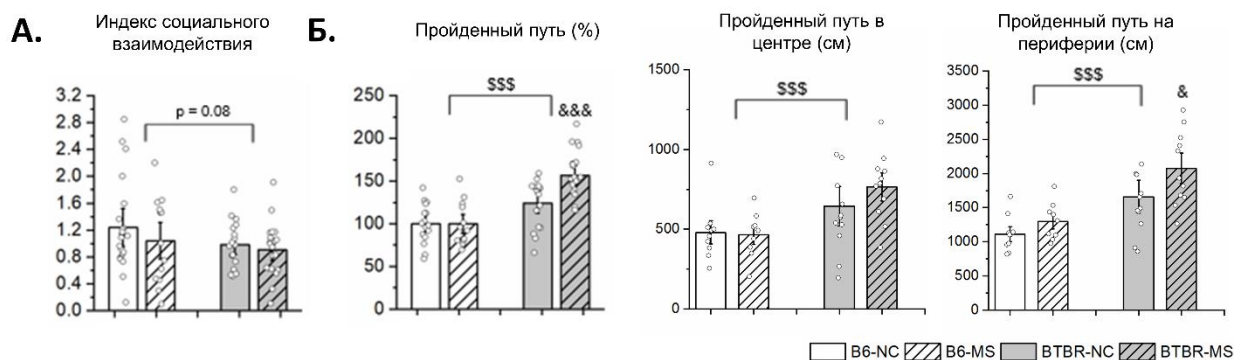 А.
Индекс социального
взаимодействия
3.2
2.8
2.4
2.0
1.6
1.2
0.8
0.4
0.0
p = 0.08
Б.
Пройденный путь (%)
250
200
150
100
50
0
$$$
&&&
Пройденный путь в
центре (см)
1500
1000
500
0
$$$
Пройденный путь на
периферии (см)
3500
3000
2500
2000
1500
1000
500
0
$$$
&
B6-NC B6-MS BTBR-NC BTBR-MS